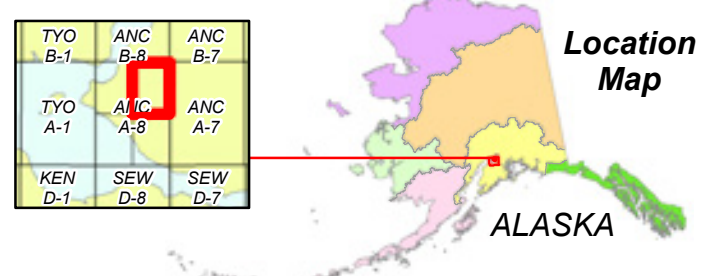 TYO ANC ANC
B-1 B-8 B-7
TYO ANC ANC
A-1 A-8 A-7
KEN SEW SEW
D-1 D-8 D-7
Location
Map
ALASKA